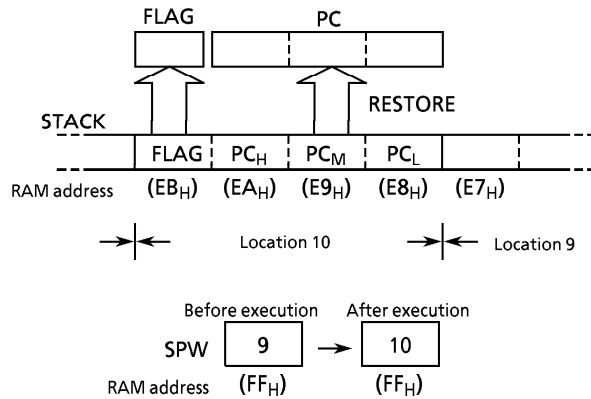 FLAG PC
RESTORE
STACK
FLAG PCH PCM PCL
RAM address (EBH) (EAH) (E9H) (E8H) (E7H)
Location 10 Location 9
Before execution After execution
SPW 9 10
RAM address (FFH) (FFH)